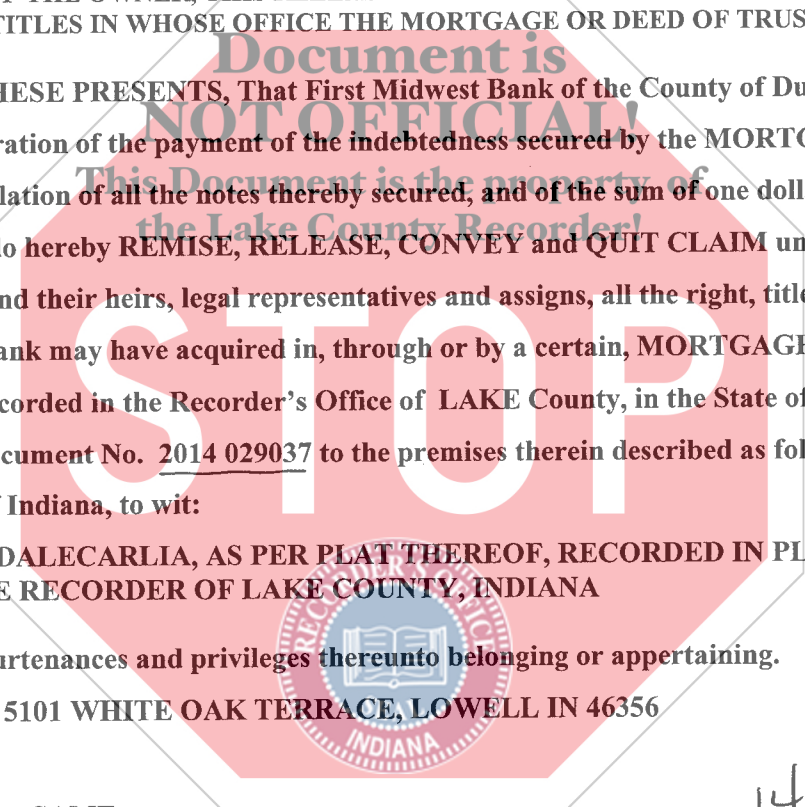 TITLES IN WHOSE OFFICE THE MORTGAGE OR DEED OF TRUS
Document is
HESE PRESENTS, That First Midwest Bank of the County of Du
NOT OFFICIAL!
ration of the payment of the indebtedness secured by the MORTG
This Document is the property of
lation of all the notes thereby secured, and of the sum of one doll
the Lake County Recorder!
do hereby REMISE, RELEASE, CONVEY and QUIT CLAIM un
nd their heirs, legal representatives and assigns, all the right, title
STOP
ank may have acquired in, through or by a certain, MORTGAGE
corded in the Recorder's Office of LAKE County, in the State of
cument No. 2014 029037 to the premises therein described as fol
f Indiana, to wit:
DALECARLIA, AS PER PLAT THEREOF, RECORDED IN PL
E RECORDER OF LAKE COUNTY, INDIANA
RECORDER'S OFFICE
urtenances and privileges thereunto belonging or appertaining.
5101 WHITE OAK TERRACE, LOWELL IN 46356
SEAL
INDIANA
14